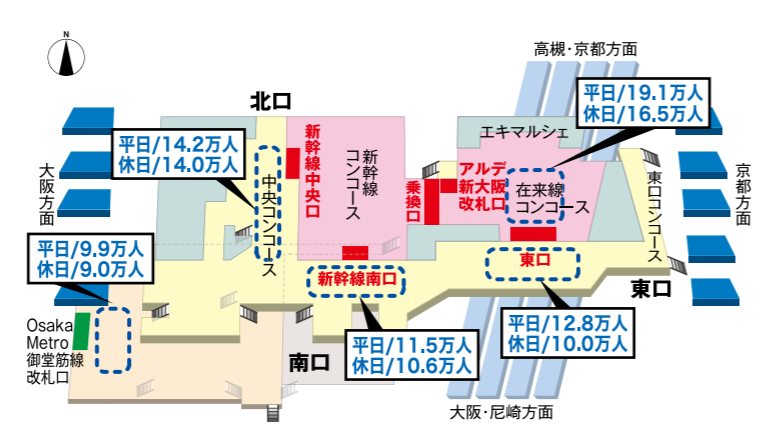 N
高槻・京都方面
北口
平日/19.1万人
休日/16.5万人
平日/14.2万人
休日/14.0万人
エキマルシェ
新幹線中央口
新幹線
コンコース
アルデ
新大阪
改札口
乗換口
在来線
コンコース
大阪方面
中央コンコース
東口コンコース
京都方面
平日/9.9万人
休日/9.0万人
新幹線南口
東口
東口
Osaka
Metro
御堂筋線
改札口
南口
平日/11.5万人
休日/10.6万人
平日/12.8万人
休日/10.0万人
大阪・尼崎方面